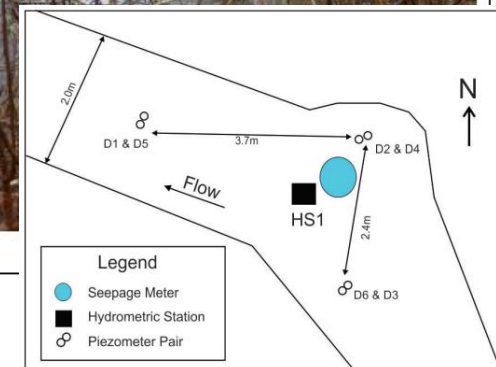 2.0m
D1 & D5
3.7m
D2 & D4
N
Flow
HS1
2.4m
D6 & D3
Legend
Seepage Meter
Hydrometric Station
Piezometer Pair